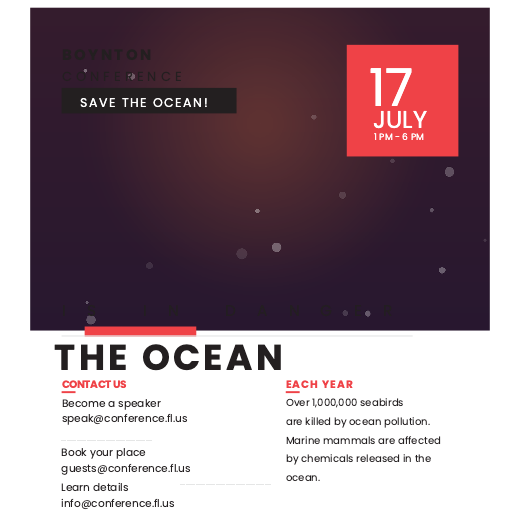 BOYNTON
CONFERENCE
SAVE THE OCEAN!
17
JULY
1 PM – 6 PM
THE OCEAN
CONTACT US
Become a speaker
speak@conference.fl.us
Book your place
guests@conference.fl.us
Learn details
info@conference.fl.us
EACH YEAR
Over 1,000,000 seabirds
are killed by ocean pollution.
Marine mammals are affected
by chemicals released in the
ocean.